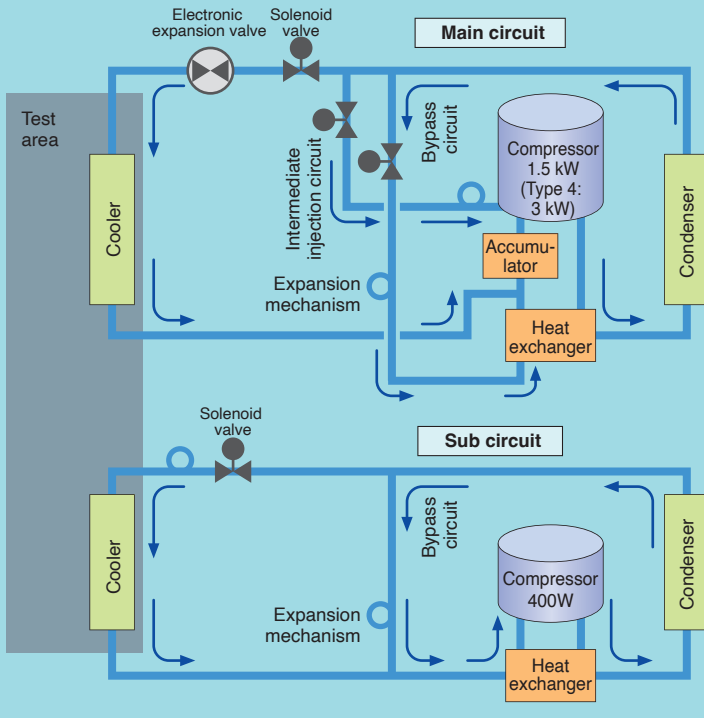 Electronic
expansion valve
Solenoid
valve
Main circuit
Test
area
Cooler
Intermediate
injection circuit
Bypass
circuit
Compressor
1.5 kW
(Type 4:
3 kW)
Condenser
Accumu-
lator
Expansion
mechanism
Heat
exchanger
Solenoid
valve
Sub circuit
Cooler
Bypass
circuit
Compressor
400W
Condenser
Expansion
mechanism
Heat
exchanger